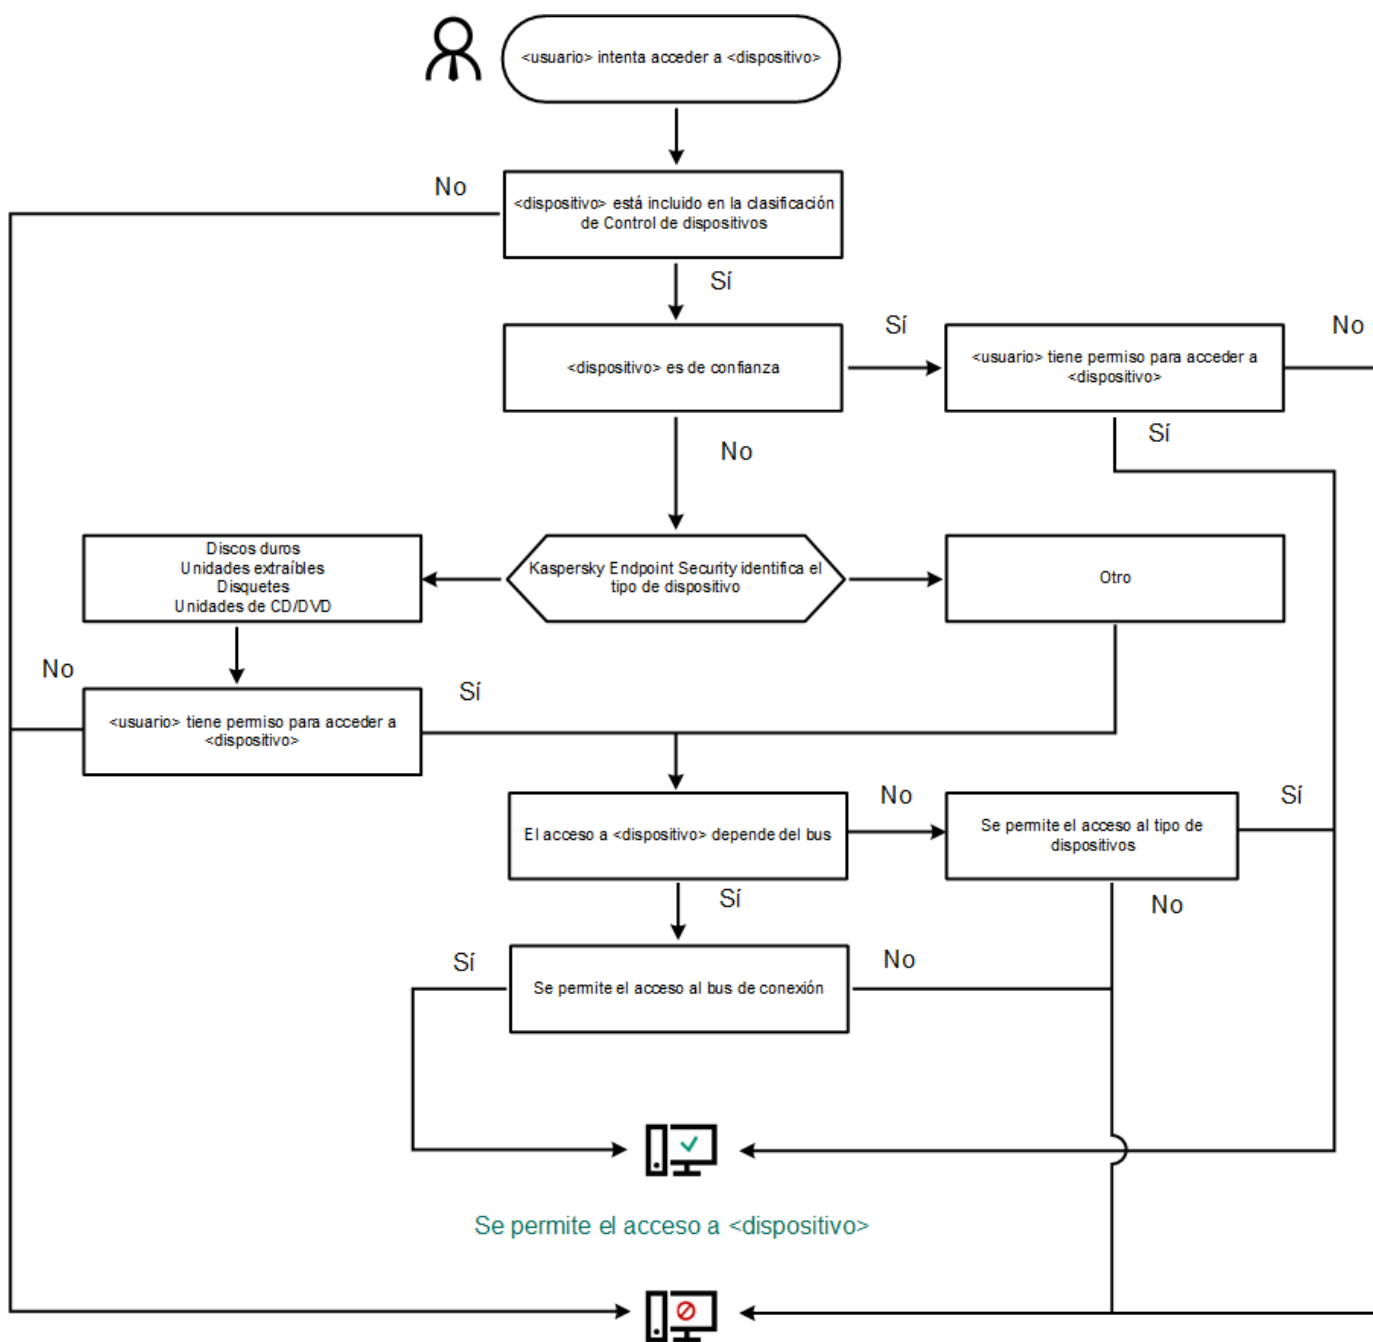 <usuario> intenta acceder a <dispositivo>
No
<dispositivo> está incluido en la clasificación
de Control de dispositivos
Sí
<dispositivo> es de confianza
Sí
<usuario> tiene permiso para acceder a
<dispositivo>
No
Sí
No
Discos duros
Unidades extraíbles
Disquetes
Unidades de CD/DVD
Kaspersky Endpoint Security identifica el
tipo de dispositivo
Otro
No
<usuario> tiene permiso para acceder a
<dispositivo>
Sí
El acceso a <dispositivo> depende del bus
No
Se permite el acceso al tipo de
dispositivos
Sí
Sí
No
Sí
Se permite el acceso al bus de conexión
No
Se permite el acceso a <dispositivo>